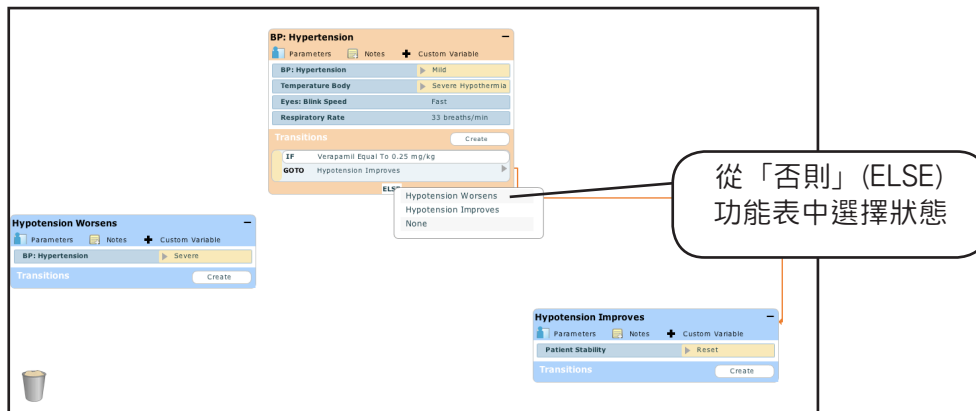 BP: Hypertension
Parameters Notes Custom Variable
BP: Hypertension Mild
Temperature Body Severe Hypothermia
Eyes: Blink Speed Fast
Respiratory Rate 33 breaths/min
Transitions Create
IF Verapamil Equal To 0.25 mg/kg
GOTO Hypotension Improves
ELSE
Hypotension Worsens
Hypotension Improves
None
從「否則」(ELSE)
功能表中選擇狀態
Hypotension Worsens
Parameters Notes Custom Variable
BP: Hypertension Severe
Transitions Create
Hypotension Improves
Parameters Notes Custom Variable
Patient Stability Reset
Transitions Create